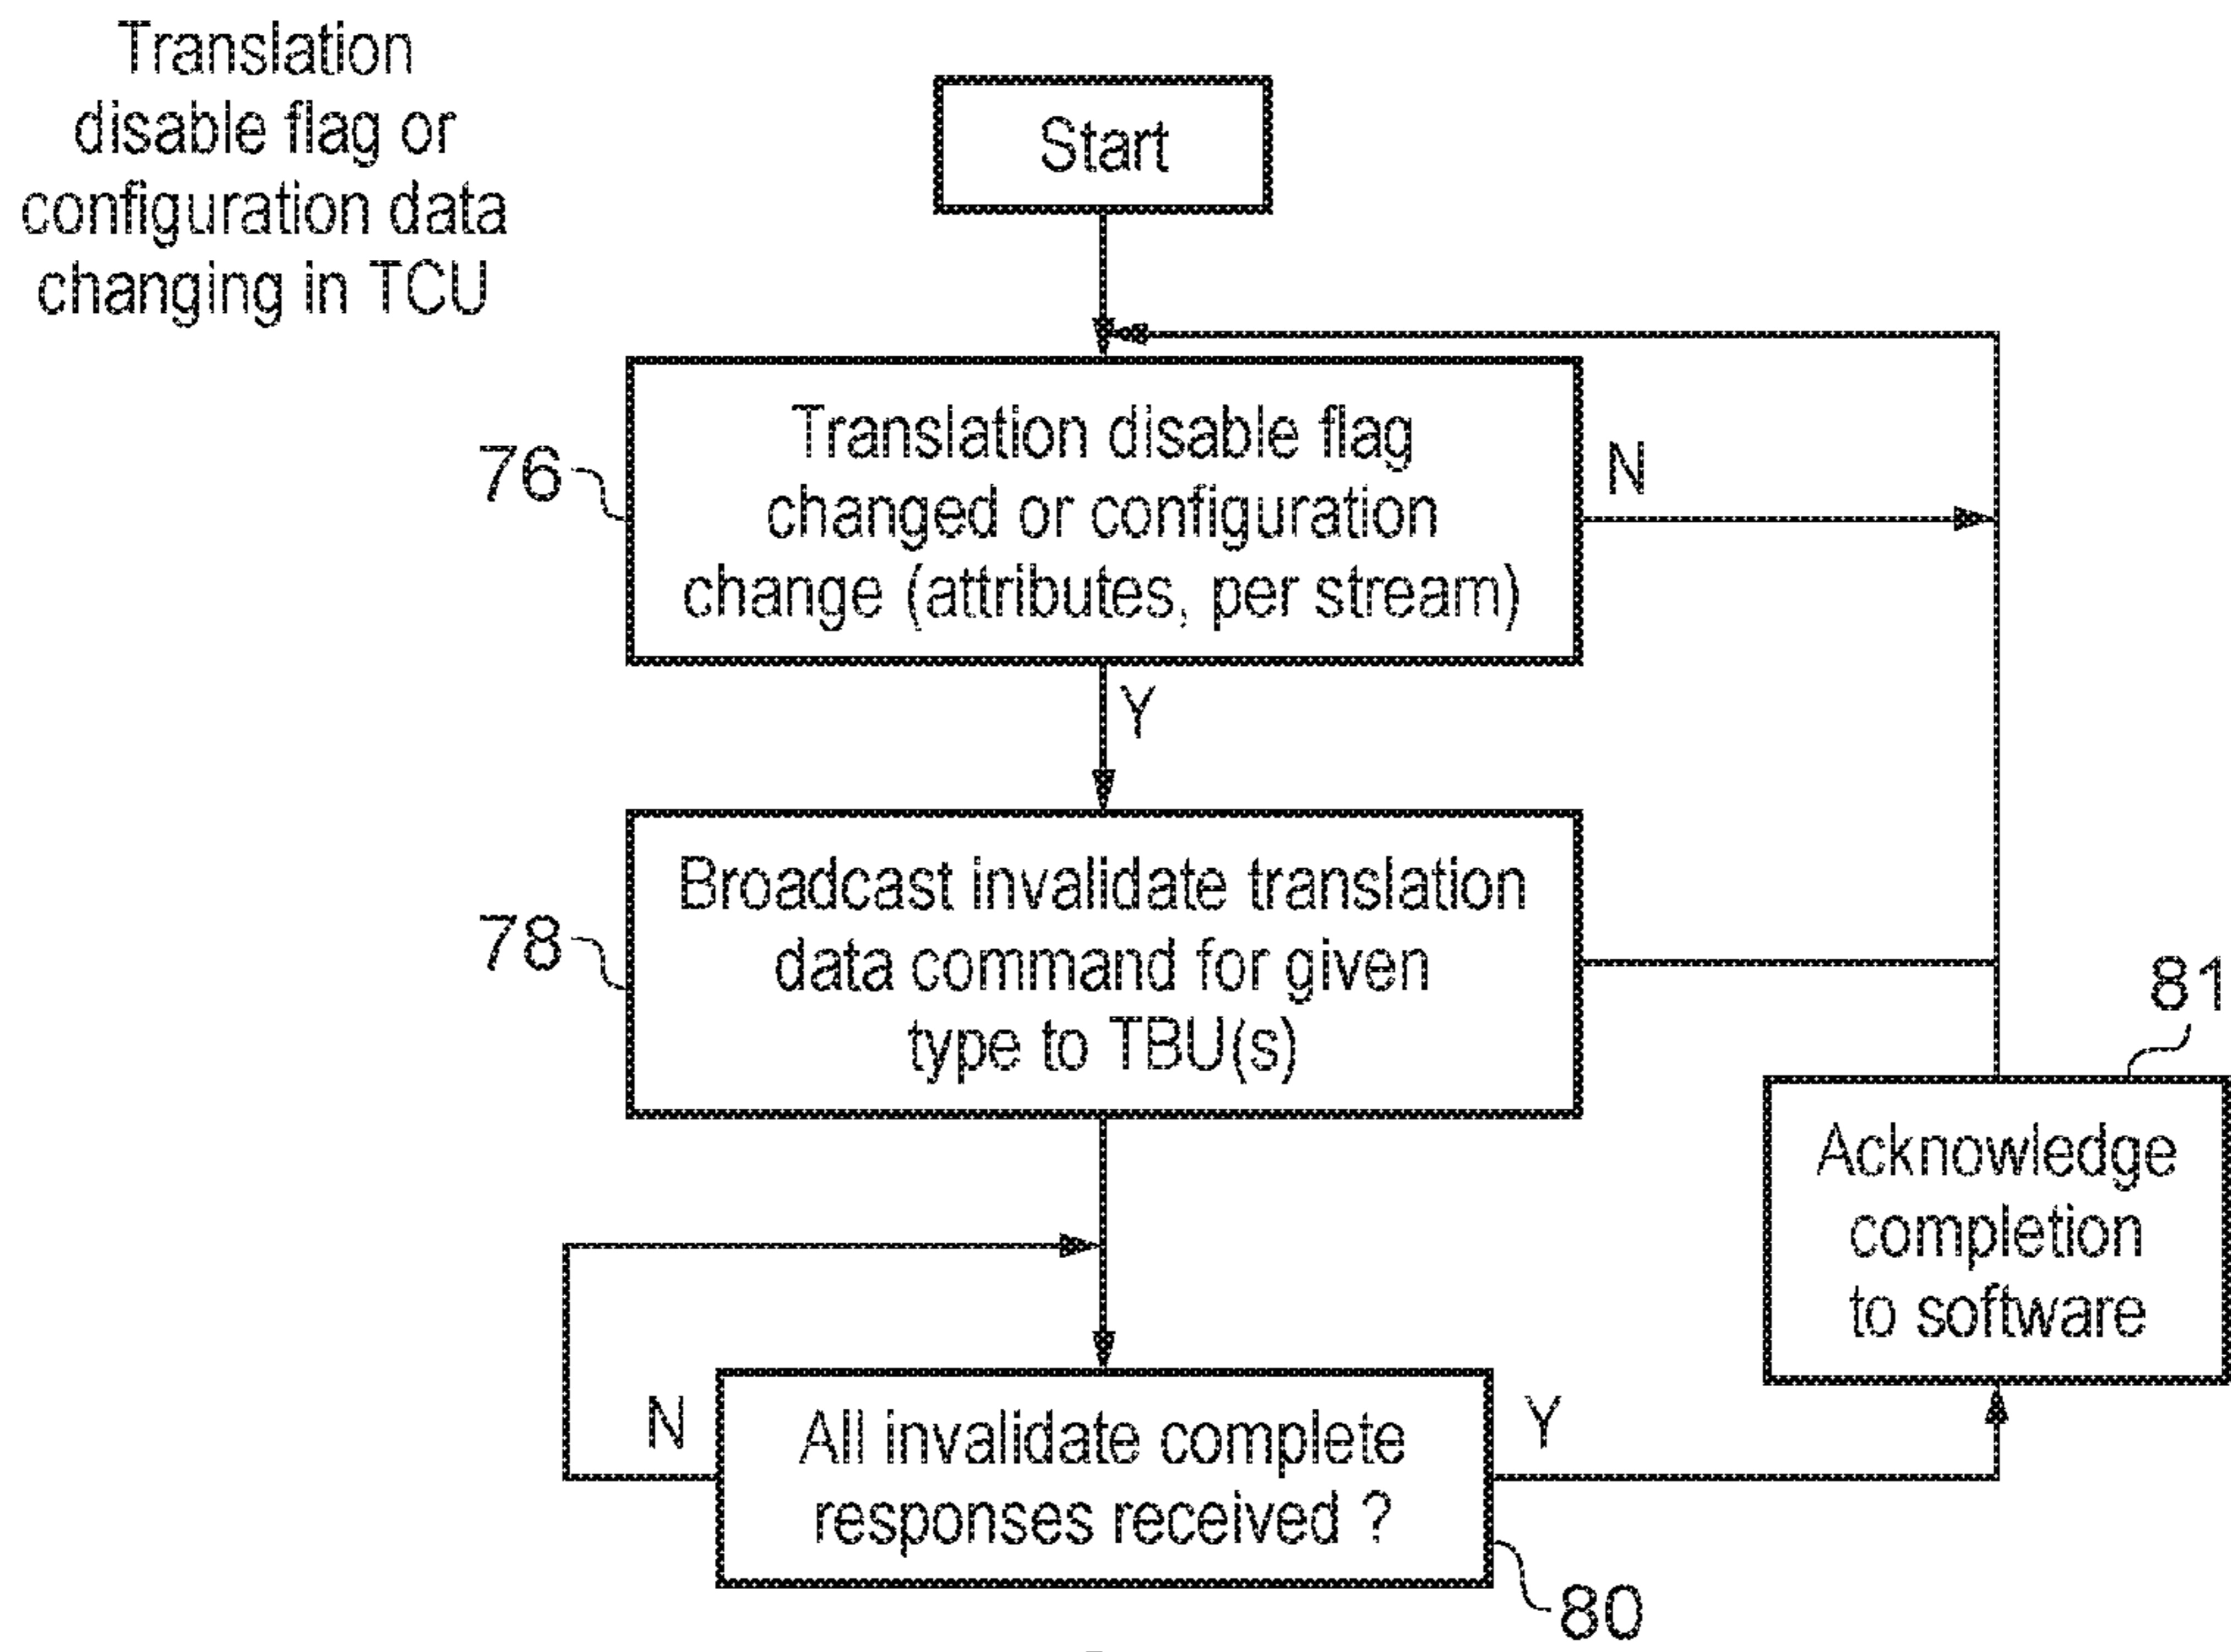 Translation
disable flag or
configuration data
changing in TCU
Start
76
Translation disable flag
changed or configuration
change (attributes, per stream)
N
Y
78
Broadcast invalidate translation
data command for given
type to TBU(s)
81
Acknowledge
completion
to software
N
All invalidate complete
responses received ?
Y
80